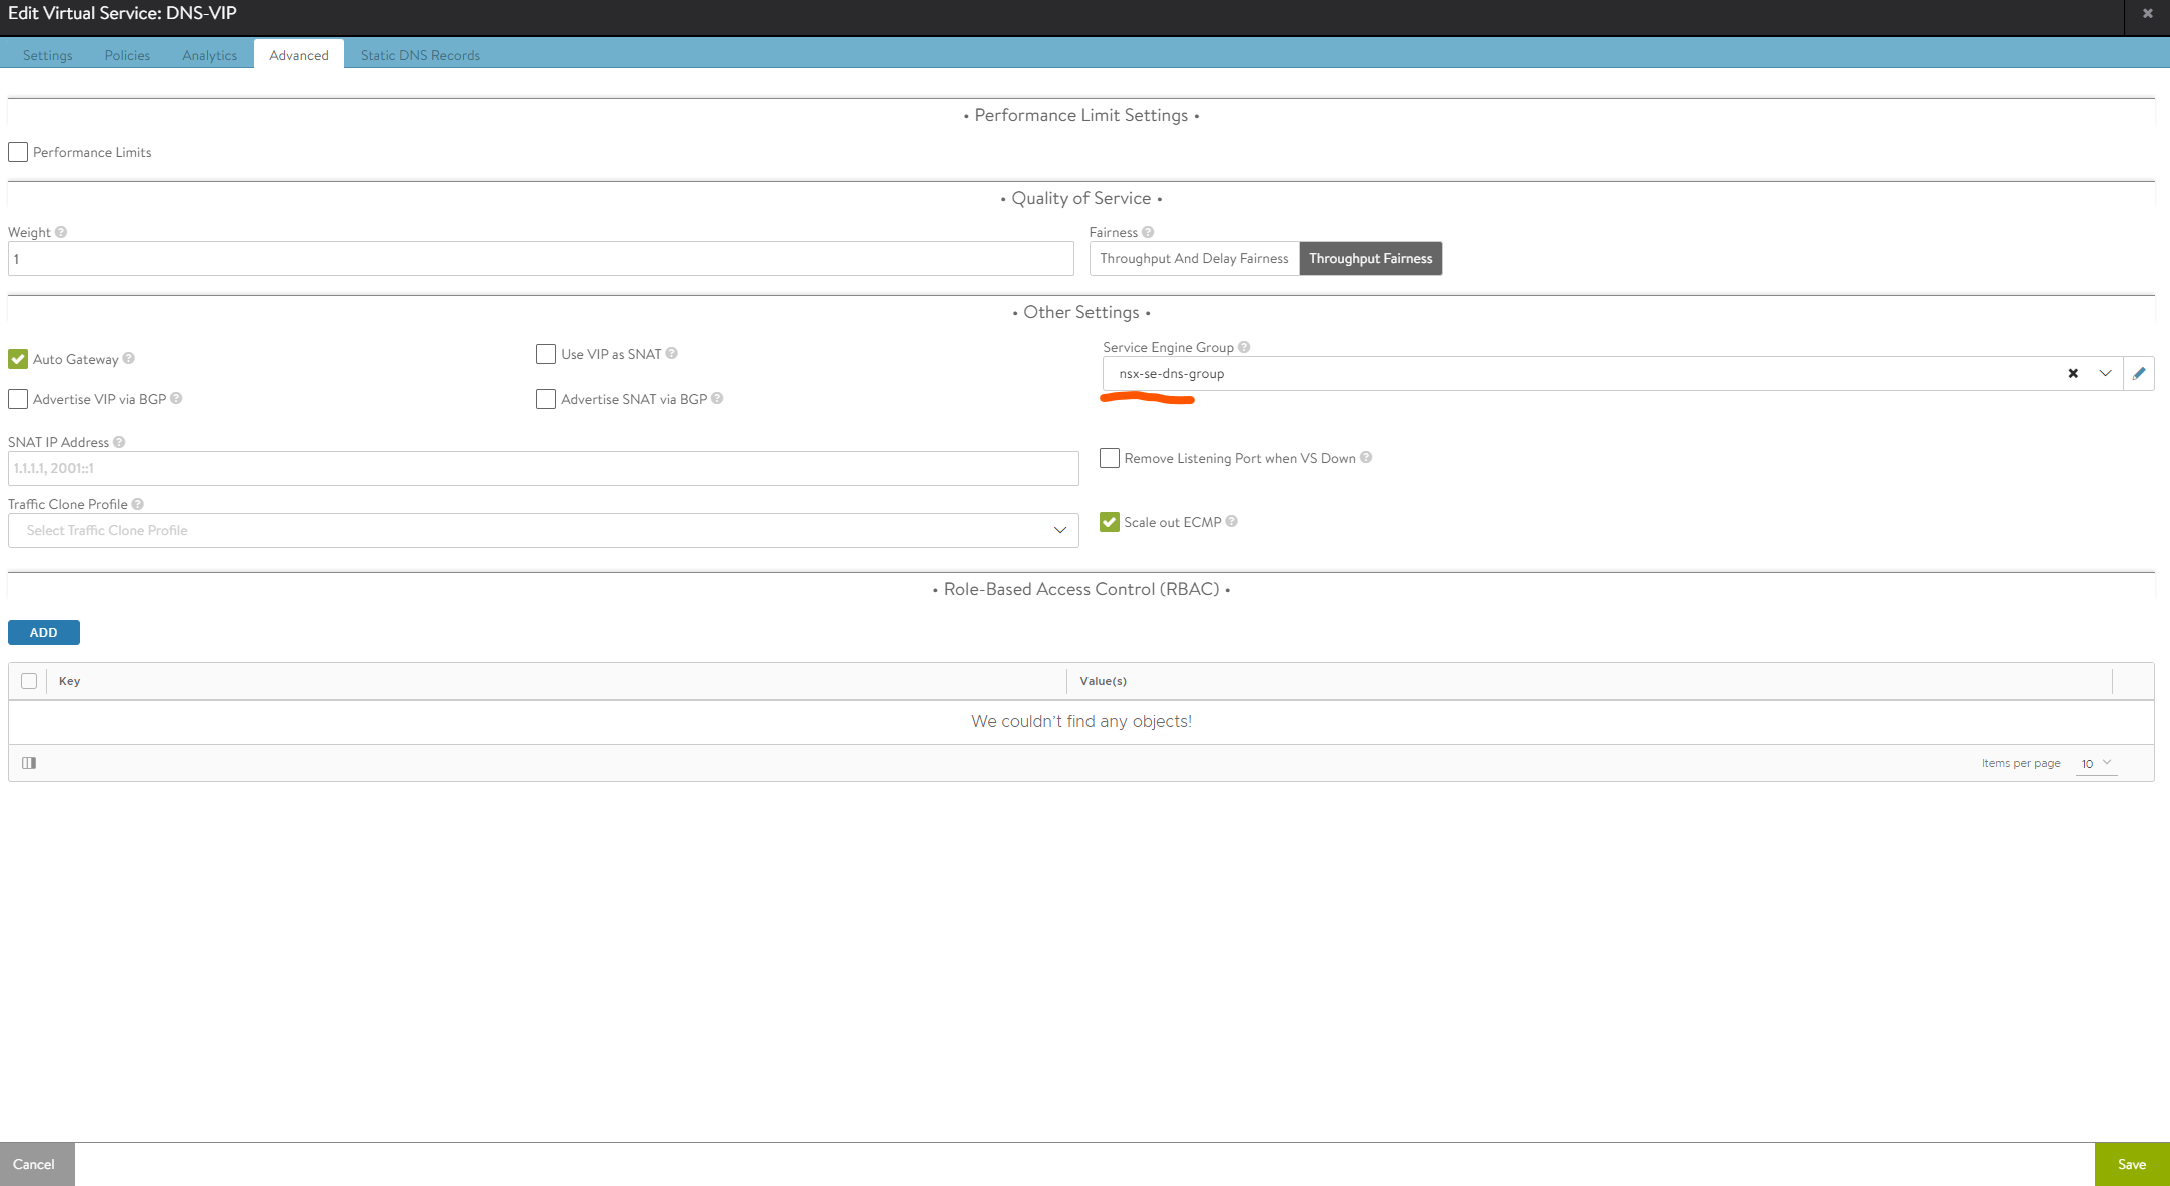 Edit Virtual Service: DNS-VIP
Settings Policies Analytics Advanced Static DNS Records
• Performance Limit Settings •
Performance Limits
• Quality of Service •
Weight Fairness
1 Throughput And Delay Fairness Throughput Fairness
• Other Settings •
Auto Gateway Use VIP as SNAT Service Engine Group
nsx-se-dns-group
Advertise VIP via BGP Advertise SNAT via BGP
SNAT IP Address
1.1.1.1, 2001::1 Remove Listening Port when VS Down
Traffic Clone Profile
Select Traffic Clone Profile Scale out ECMP
• Role-Based Access Control (RBAC) •
ADD
Key Value(s)
We couldn't find any objects!
Items per page 10
Cancel Save